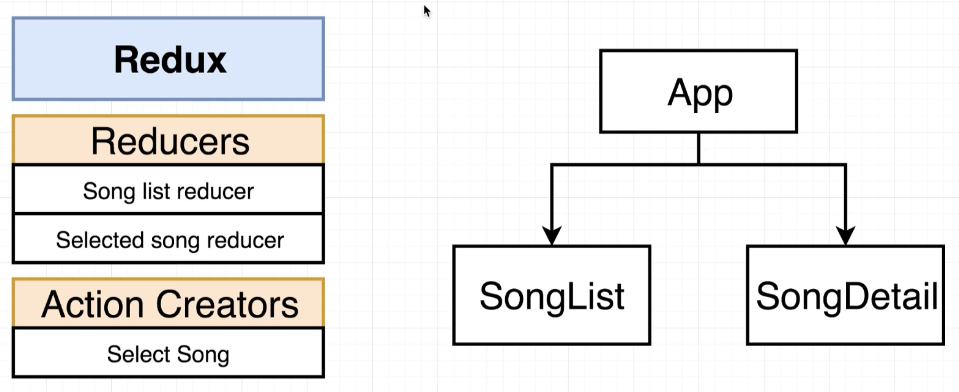 Redux
Reducers
Song list reducer
Selected song reducer
Action Creators
Select Song
App
SongList
SongDetail